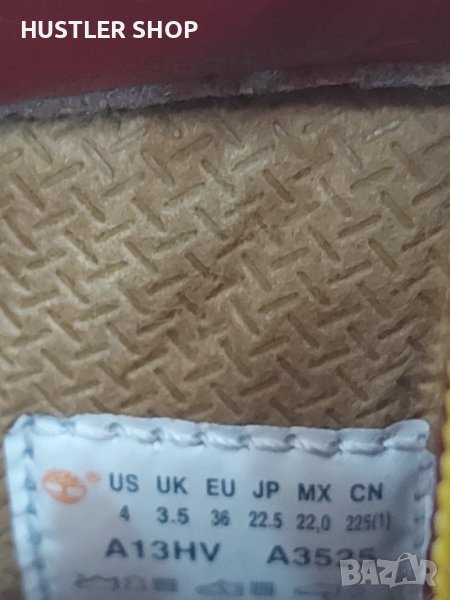 HUSTLER SHOP
US UK EU JP MX CN
4 3.5 36 22.5 22,0 225(1)
A13HV A3525
BAZAR